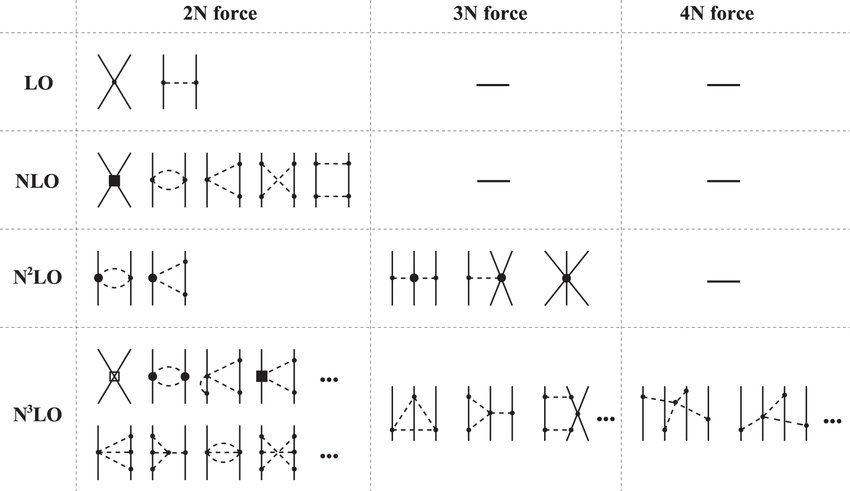 2N force 3N force 4N force
LO — —
NLO — —
N²LO —
N³LO ••• ••• •••
•••